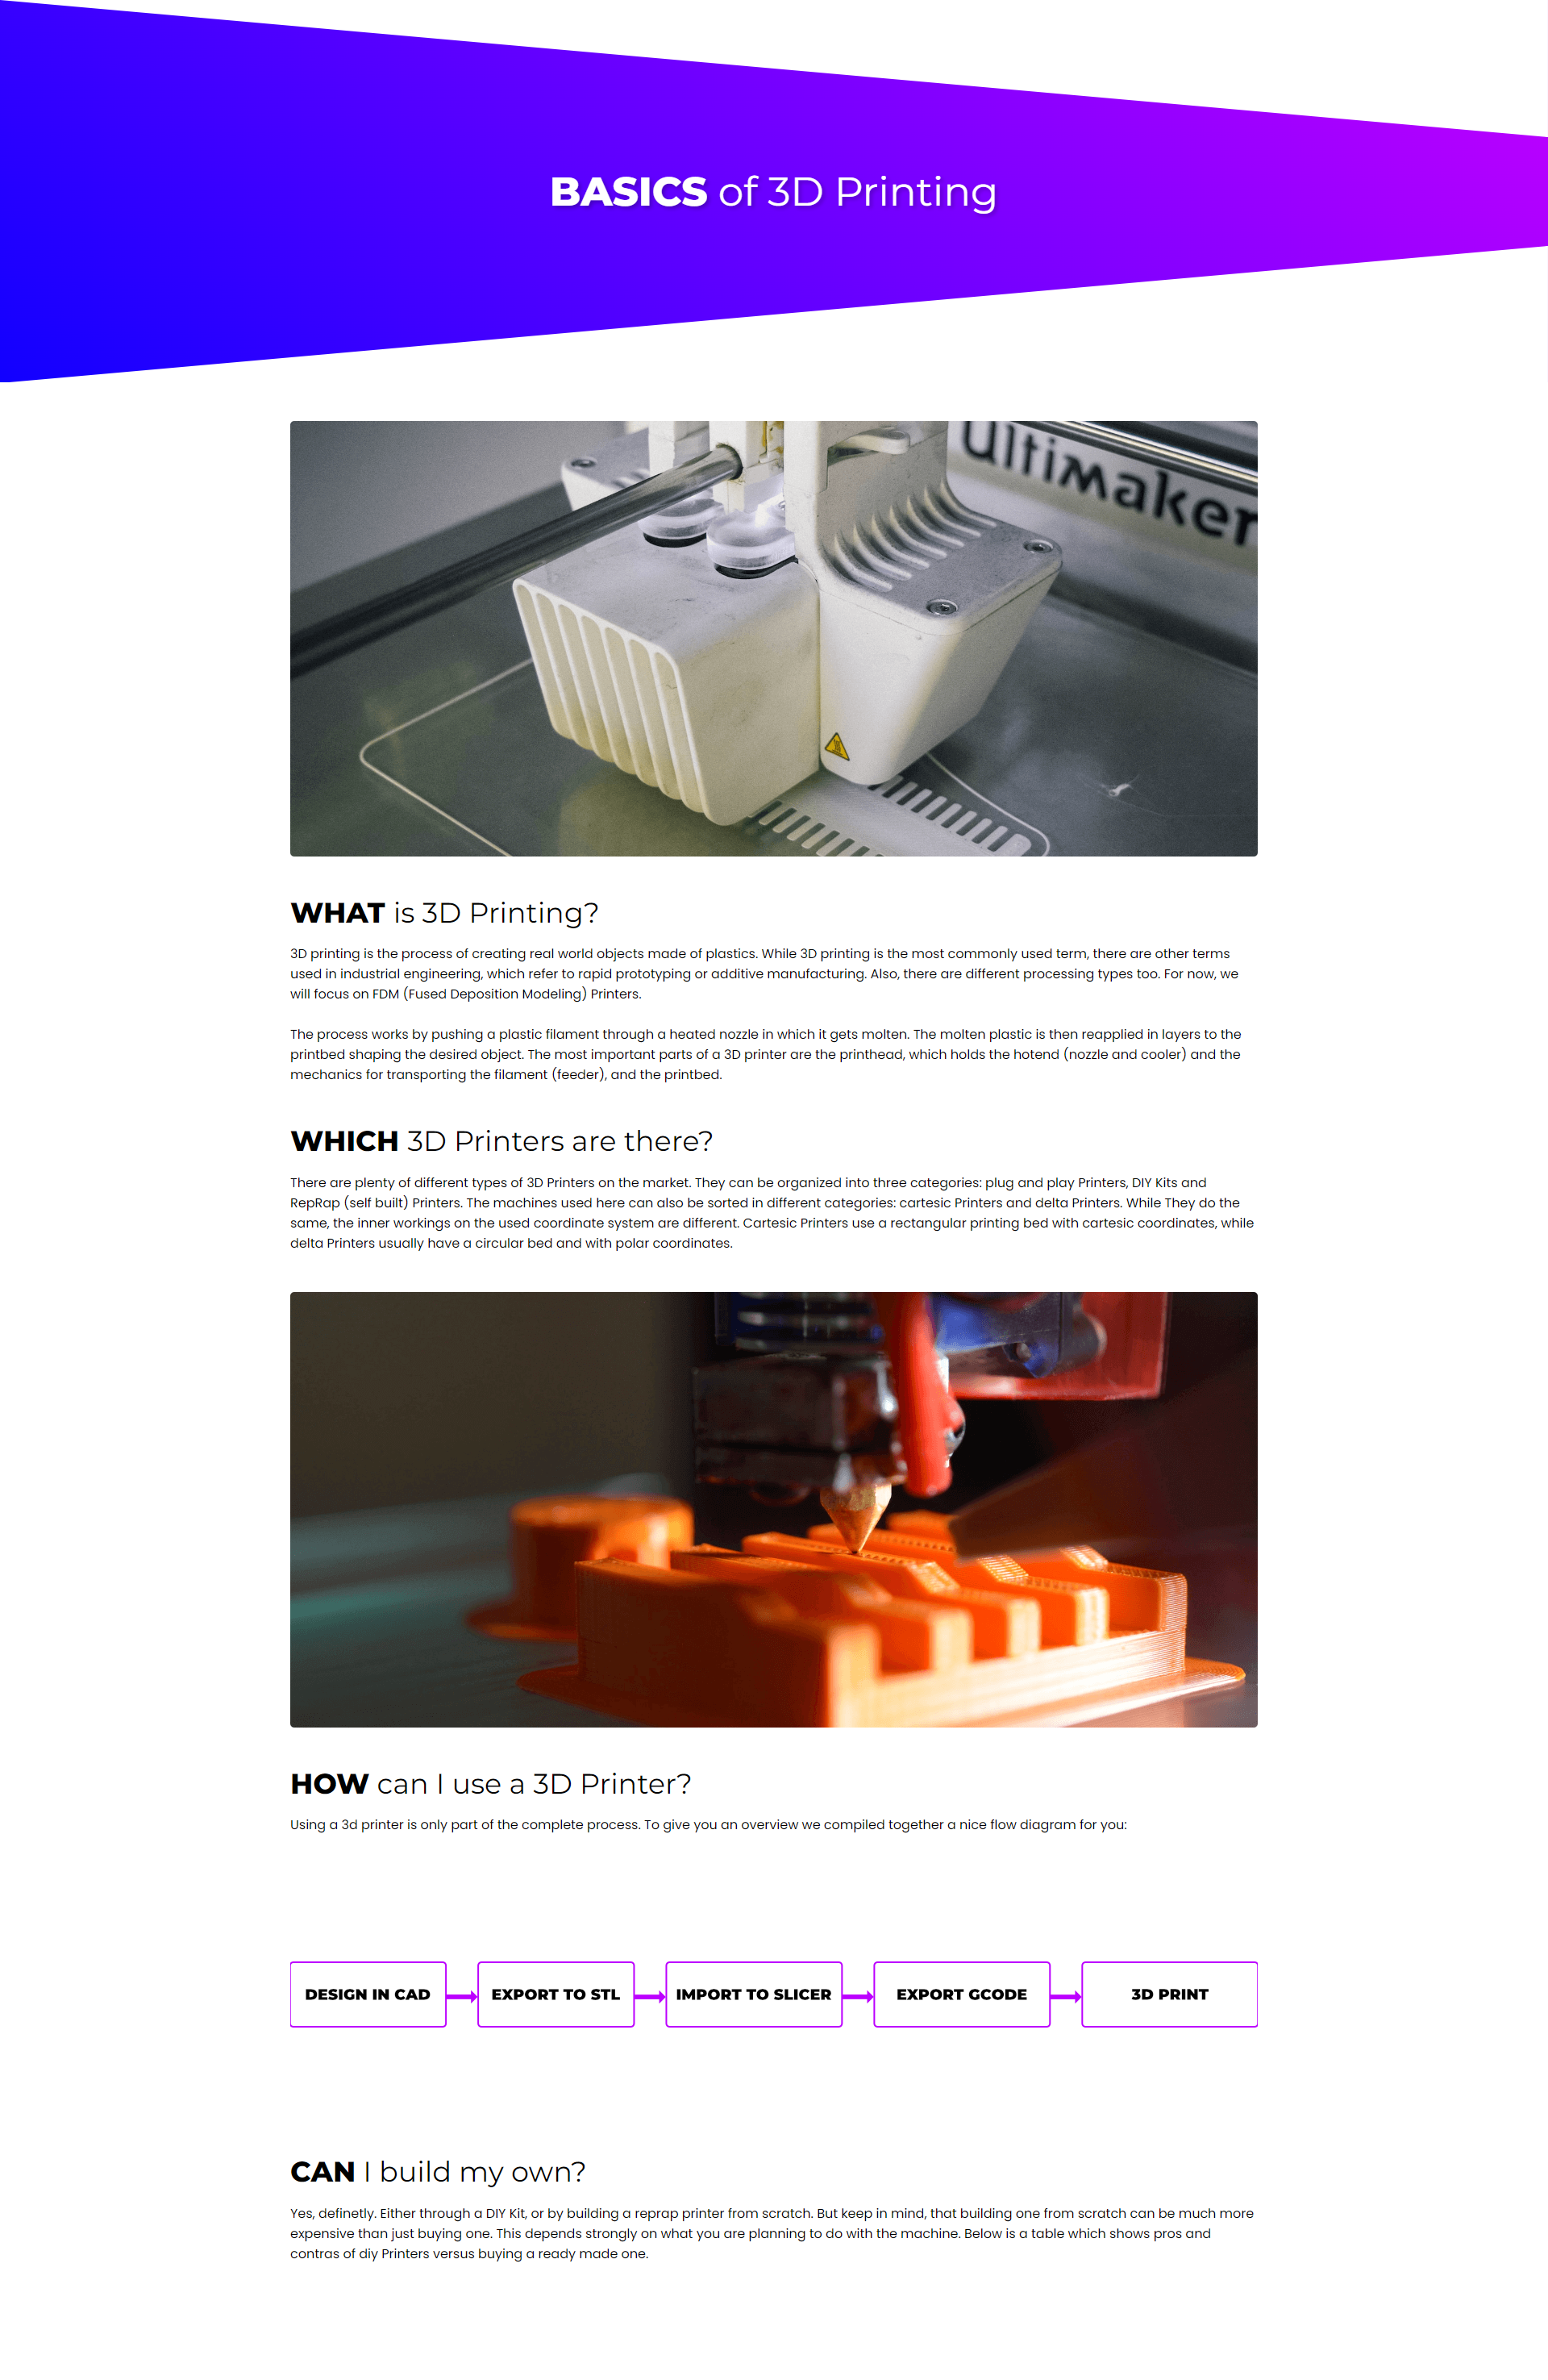 BASICS of 3D Printing
Ultimaker
WHAT is 3D Printing?
3D printing is the process of creating real world objects made of plastics. While 3D printing is the most commonly used term, there are other terms
used in industrial engineering, which refer to rapid prototyping or additive manufacturing. Also, there are different processing types too. For now, we
will focus on FDM (Fused Deposition Modeling) Printers.
The process works by pushing a plastic filament through a heated nozzle in which it gets molten. The molten plastic is then reapplied in layers to the
printbed shaping the desired object. The most important parts of a 3D printer are the printhead, which holds the hotend (nozzle and cooler) and the
mechanics for transporting the filament (feeder), and the printbed.
WHICH 3D Printers are there?
There are plenty of different types of 3D Printers on the market. They can be organized into three categories: plug and play Printers, DIY Kits and
RepRap (self built) Printers. The machines used here can also be sorted in different categories: cartesic Printers and delta Printers. While They do the
same, the inner workings on the used coordinate system are different. Cartesic Printers use a rectangular printing bed with cartesic coordinates, while
delta Printers usually have a circular bed and with polar coordinates.
HOW can I use a 3D Printer?
Using a 3d printer is only part of the complete process. To give you an overview we compiled together a nice flow diagram for you:
DESIGN IN CAD
EXPORT TO STL
IMPORT TO SLICER
EXPORT GCODE
3D PRINT
CAN I build my own?
Yes, definetly. Either through a DIY Kit, or by building a reprap printer from scratch. But keep in mind, that building one from scratch can be much more
expensive than just buying one. This depends strongly on what you are planning to do with the machine. Below is a table which shows pros and
contras of diy Printers versus buying a ready made one.